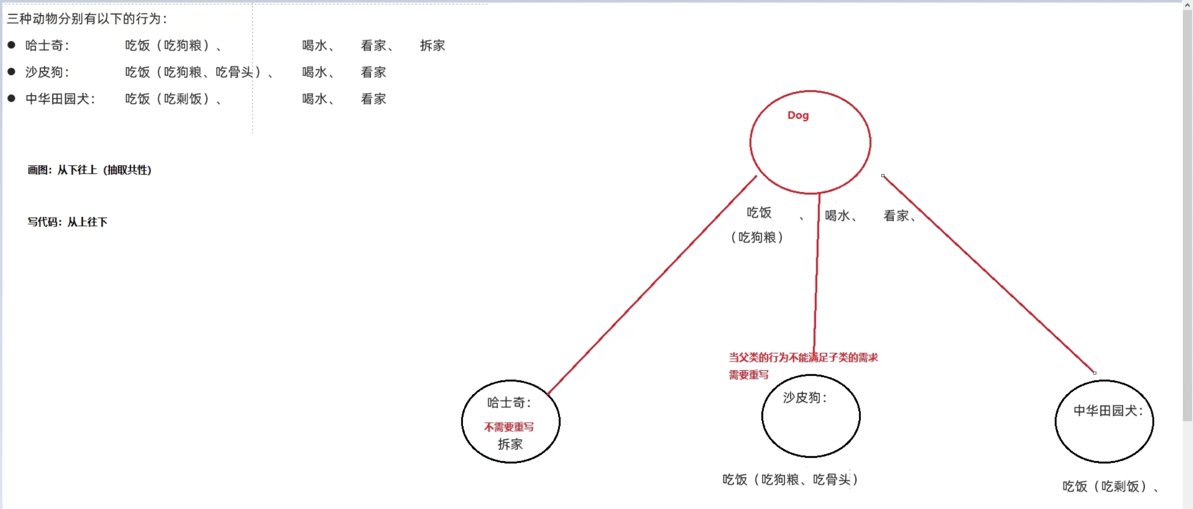 三种动物分别有以下的行为：
● 哈士奇： 吃饭（吃狗粮）、 喝水、 看家、 拆家
● 沙皮狗： 吃饭（吃狗粮、吃骨头）、 喝水、 看家
● 中华田园犬： 吃饭（吃剩饭）、 喝水、 看家
画图：从下往上（抽取共性）
写代码：从上往下
Dog
吃饭 、 喝水、 看家、
（吃狗粮）
当父类的行为不能满足子类的需求
需要重写
哈士奇：
不需要重写
拆家
沙皮狗：
吃饭（吃狗粮、吃骨头）
中华田园犬：
吃饭（吃剩饭）、